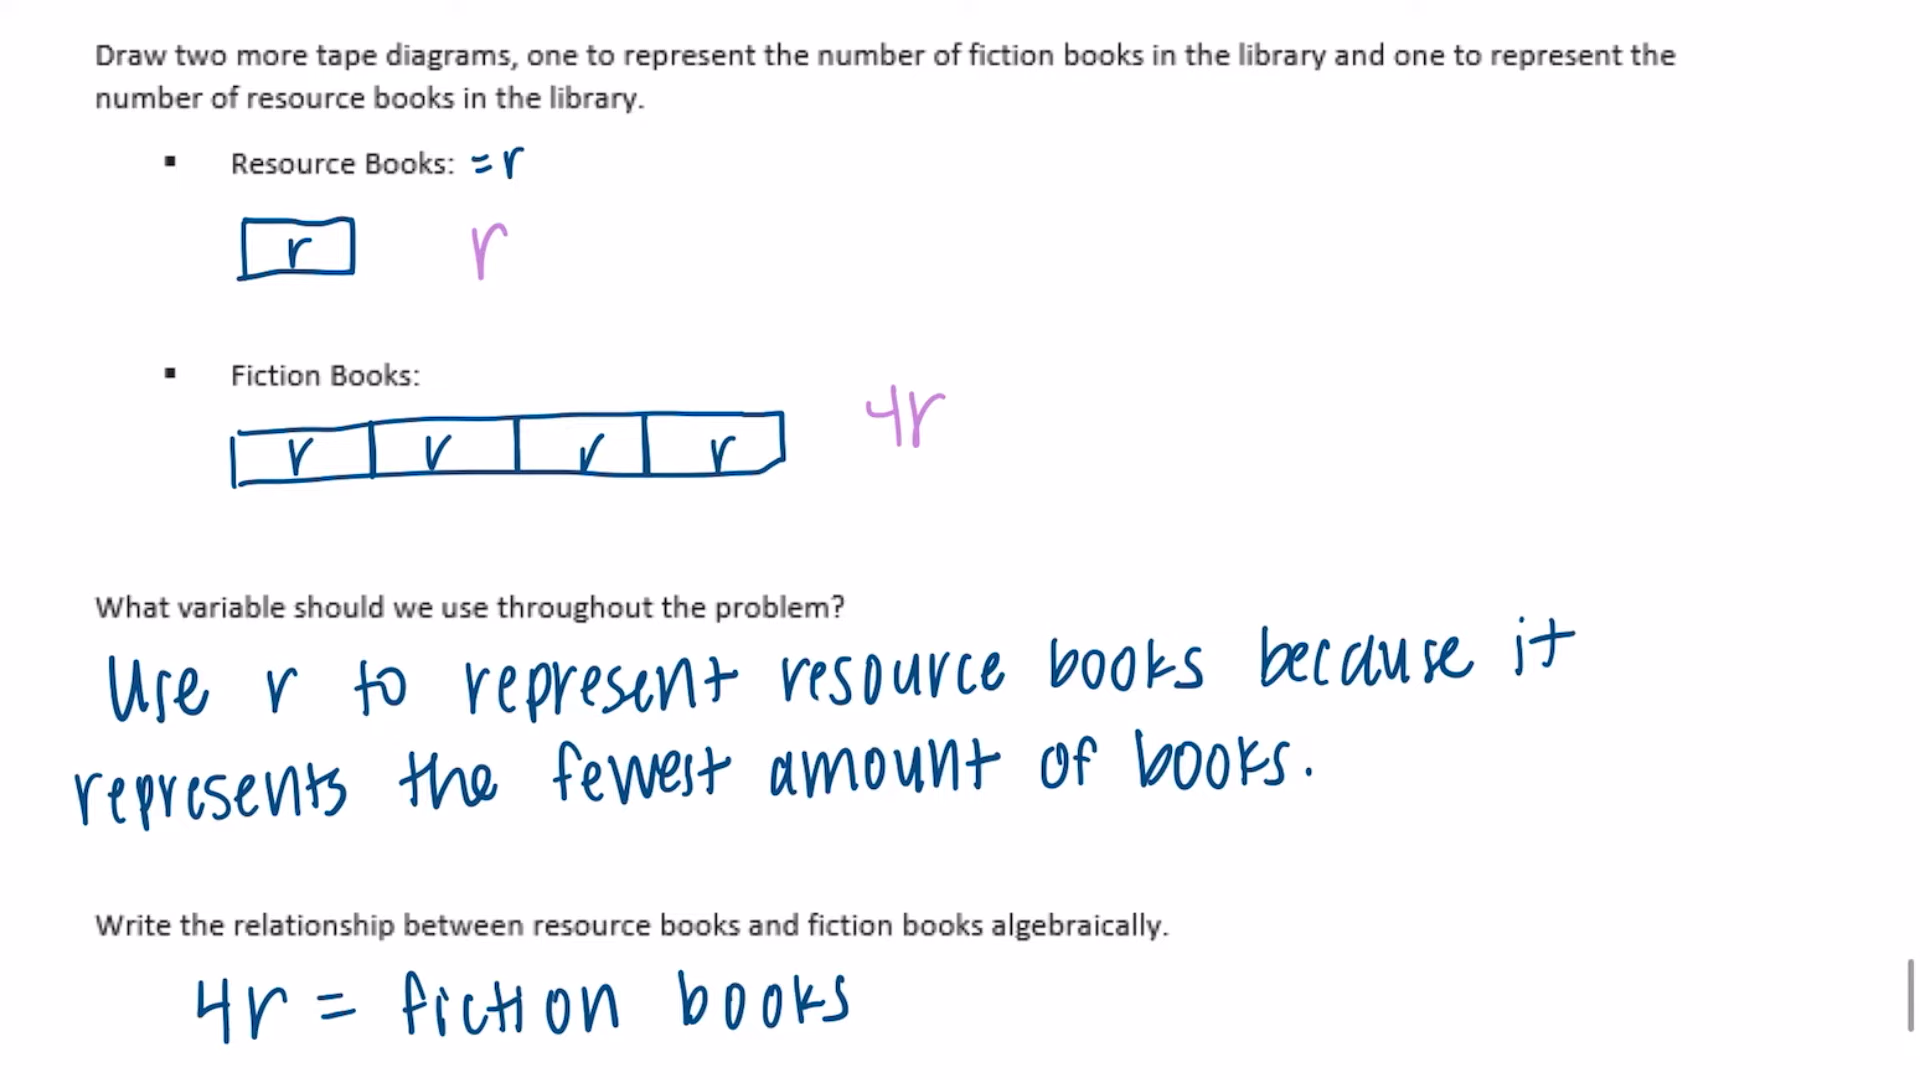 Draw two more tape diagrams, one to represent the number of fiction books in the library and one to represent the
number of resource books in the library.
▪ Resource Books: = r
r r
▪ Fiction Books:
r r r r 4r
What variable should we use throughout the problem?
Use r to represent resource books because it
represents the fewest amount of books.
Write the relationship between resource books and fiction books algebraically.
4r = fiction books